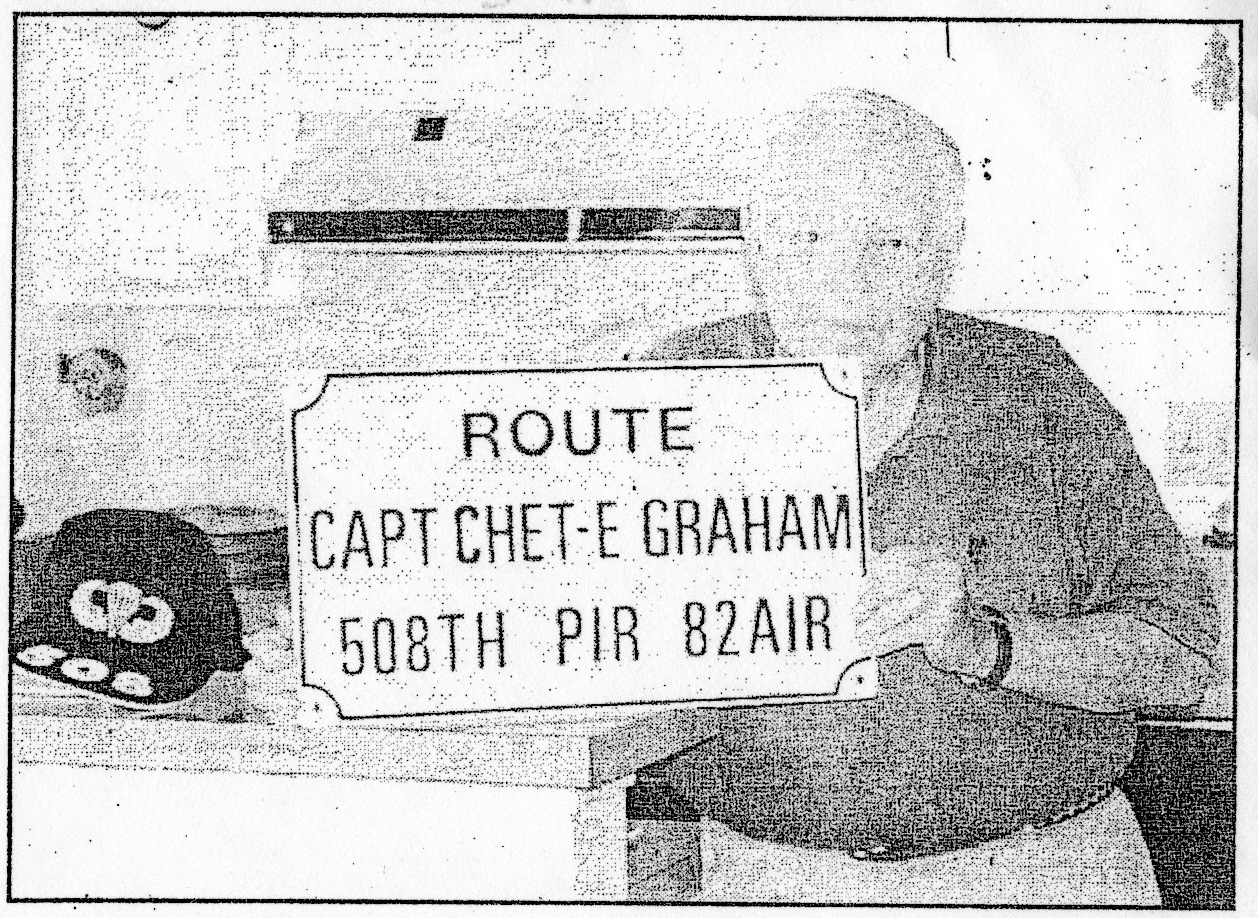 ROUTE
CAPT CHET-E GRAHAM
508TH PIR 82AIR